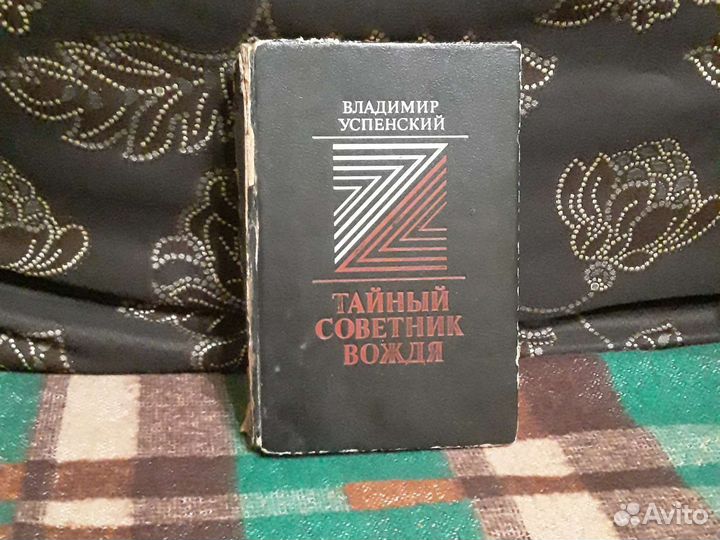 ВЛАДИМИР
УСПЕНСКИЙ
ТАЙНЫЙ
СОВЕТНИК
ВОЖДЯ
Avito